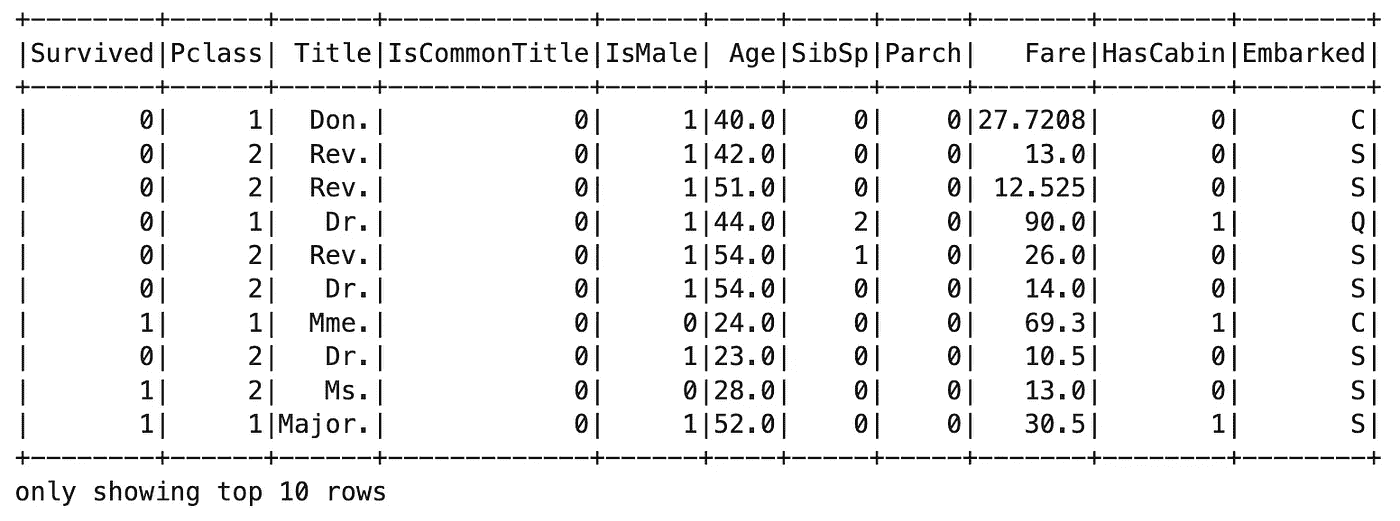 +--------+------+------+-------------+------+----+-----+-----+-------+--------+--------+
|Survived|Pclass| Title|IsCommonTitle|IsMale| Age|SibSp|Parch|   Fare|HasCabin|Embarked|
+--------+------+------+-------------+------+----+-----+-----+-------+--------+--------+
|       0|     1|  Don.|            0|     1|40.0|    0|    0|27.7208|       0|       C|
|       0|     2|  Rev.|            0|     1|42.0|    0|    0|   13.0|       0|       S|
|       0|     2|  Rev.|            0|     1|51.0|    0|    0| 12.525|       0|       S|
|       0|     1|   Dr.|            0|     1|44.0|    2|    0|   90.0|       1|       Q|
|       0|     2|  Rev.|            0|     1|54.0|    1|    0|   26.0|       0|       S|
|       0|     2|   Dr.|            0|     1|54.0|    0|    0|   14.0|       0|       S|
|       1|     1|  Mme.|            0|     0|24.0|    0|    0|   69.3|       1|       C|
|       0|     2|   Dr.|            0|     1|23.0|    0|    0|   10.5|       0|       S|
|       1|     2|   Ms.|            0|     0|28.0|    0|    0|   13.0|       0|       S|
|       1|     1|Major.|            0|     1|52.0|    0|    0|   30.5|       1|       S|
+--------+------+------+-------------+------+----+-----+-----+-------+--------+--------+
only showing top 10 rows